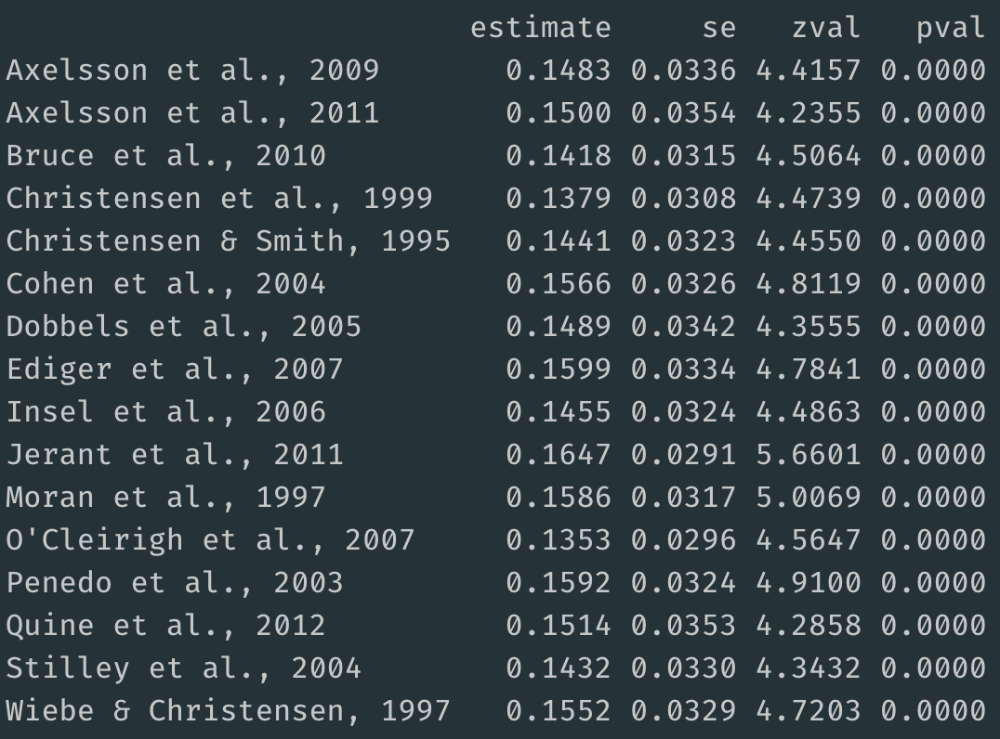 estimate se zval pval
Axelsson et al., 2009 0.1483 0.0336 4.4157 0.0000
Axelsson et al., 2011 0.1500 0.0354 4.2355 0.0000
Bruce et al., 2010 0.1418 0.0315 4.5064 0.0000
Christensen et al., 1999 0.1379 0.0308 4.4739 0.0000
Christensen & Smith, 1995 0.1441 0.0323 4.4550 0.0000
Cohen et al., 2004 0.1566 0.0326 4.8119 0.0000
Dobbels et al., 2005 0.1489 0.0342 4.3555 0.0000
Ediger et al., 2007 0.1599 0.0334 4.7841 0.0000
Insel et al., 2006 0.1455 0.0324 4.4863 0.0000
Jerant et al., 2011 0.1647 0.0291 5.6601 0.0000
Moran et al., 1997 0.1586 0.0317 5.0069 0.0000
O'Cleirigh et al., 2007 0.1353 0.0296 4.5647 0.0000
Penedo et al., 2003 0.1592 0.0324 4.9100 0.0000
Quine et al., 2012 0.1514 0.0353 4.2858 0.0000
Stilley et al., 2004 0.1432 0.0330 4.3432 0.0000
Wiebe & Christensen, 1997 0.1552 0.0329 4.7203 0.0000